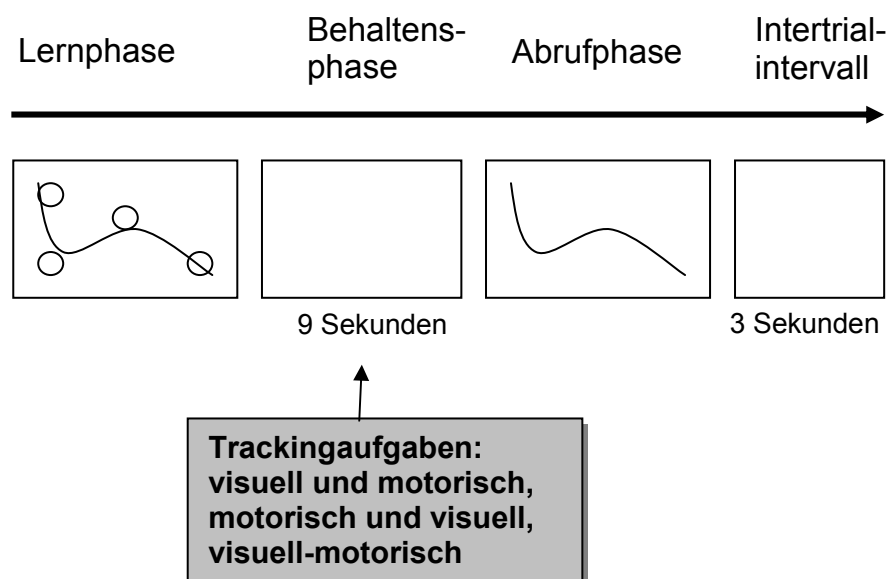 Lernphase
Behaltens-
phase
Abrufphase
Intertrial-
intervall
9 Sekunden
3 Sekunden
Trackingaufgaben:
visuell und motorisch,
motorisch und visuell,
visuell-motorisch